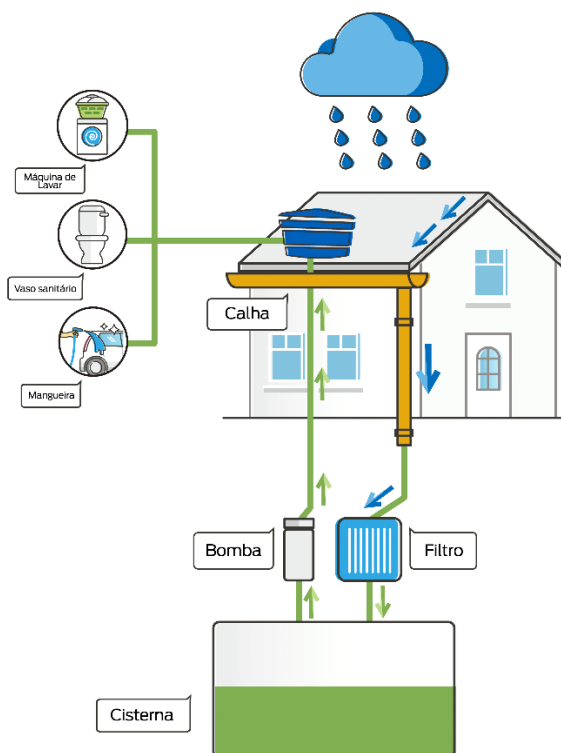 Máquina de
Lavar
Vaso sanitário
Mangueira
Calha
Bomba
Filtro
Cisterna